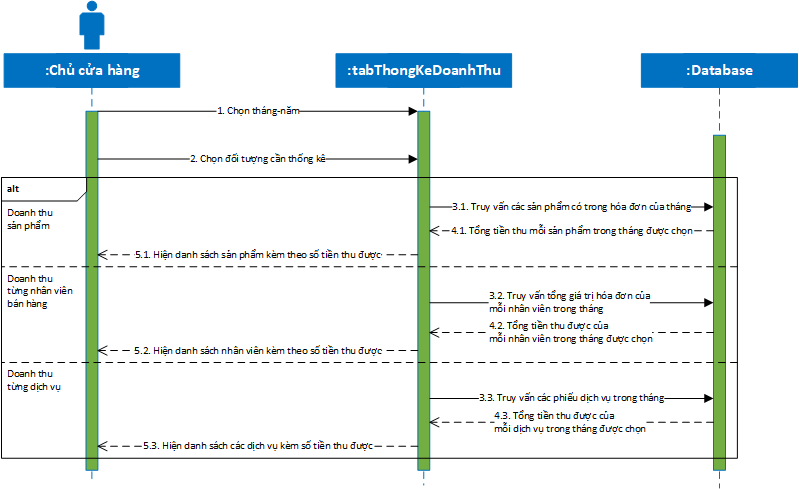 :Chủ cửa hàng
:tabThongKeDoanhThu
:Database
1. Chọn tháng-năm
2. Chọn đối tượng cần thống kê
alt
Doanh thu
sản phẩm
3.1. Truy vấn các sản phẩm có trong hóa đơn của tháng
4.1. Tổng tiền thu mỗi sản phẩm trong tháng được chọn
5.1. Hiện danh sách sản phẩm kèm theo số tiền thu được
Doanh thu
từng nhân viên
bán hàng
3.2. Truy vấn tổng giá trị hóa đơn của
mỗi nhân viên trong tháng
4.2. Tổng tiền thu được của
mỗi nhân viên trong tháng được chọn
5.2. Hiện danh sách nhân viên kèm theo số tiền thu được
Doanh thu
từng dịch vụ
3.3. Truy vấn các phiếu dịch vụ trong tháng
4.3. Tổng tiền thu được của
mỗi dịch vụ trong tháng được chọn
5.3. Hiện danh sách các dịch vụ kèm số tiền thu được